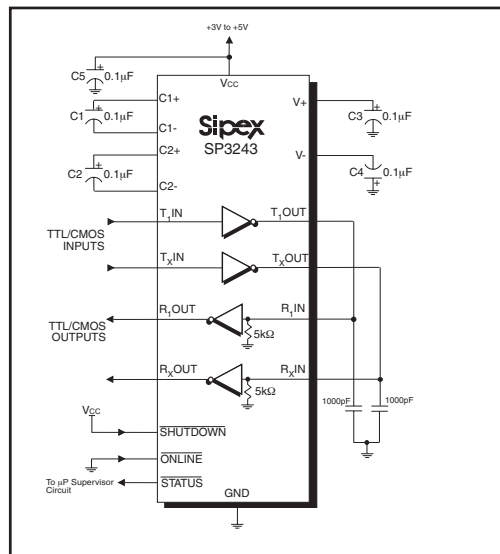 +3V to +5V
C5 + 0.1µF
VCC
C1+
V+
C1 + 0.1µF
C3 + 0.1µF
C1-
Sipex
SP3243
C2+
V-
C2 + 0.1µF
C4 0.1µF +
C2-
T1IN
T1OUT
TTL/CMOS
INPUTS
TXIN
TXOUT
R1OUT
R1IN
TTL/CMOS
OUTPUTS
5kΩ
RXOUT
RXIN
5kΩ
1000pF
1000pF
VCC
SHUTDOWN
ONLINE
To µP Supervisor
Circuit
STATUS
GND